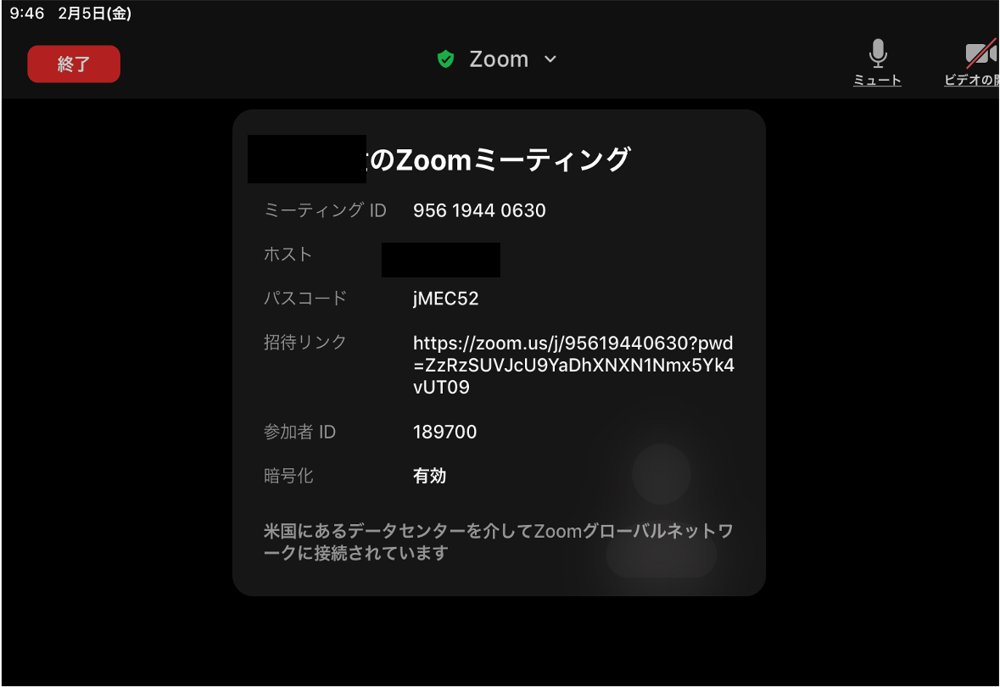 9:46 2月5日(金)
終了
Zoom
ミュート
ビデオの開
のZoomミーティング
ミーティング ID 956 1944 0630
ホスト
パスコード jMEC52
招待リンク https://zoom.us/j/95619440630?pwd
=ZzRzSUVJcU9YaDhXNXN1Nmx5Yk4
vUT09
参加者 ID 189700
暗号化 有効
米国にあるデータセンターを介してZoomグローバルネットワ
ークに接続されています